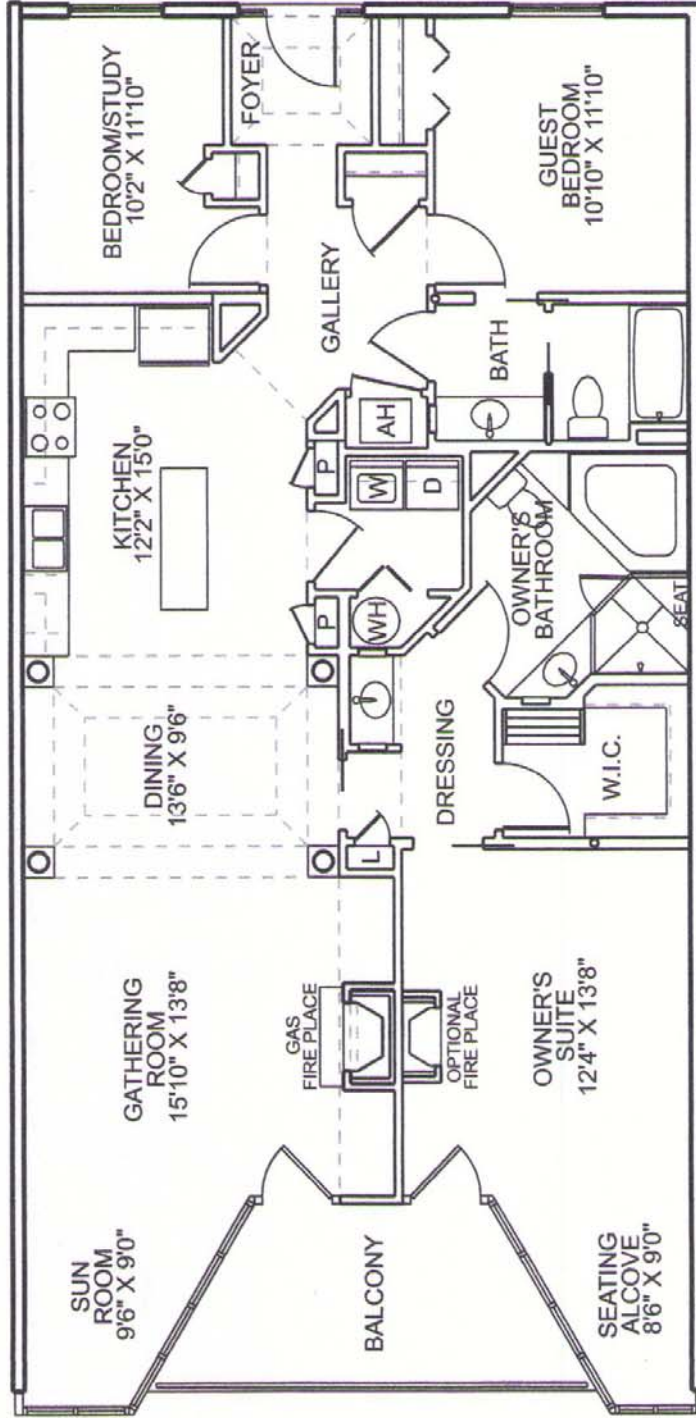 SUN
ROOM
9'6" X 9'0"
GATHERING
ROOM
15'10" X 13'8"
DINING
13'6" X 9'6"
KITCHEN
12'2" X 15'0"
BEDROOM/STUDY
10'2" X 11'10"
FOYER
GALLERY
GAS
FIRE PLACE
OPTIONAL
FIRE PLACE
BALCONY
L
P
WH
P
W
D
AH
BATH
GUEST
BEDROOM
10'10" X 11'10"
DRESSING
OWNER'S
BATHROOM
SEAT
W.I.C.
OWNER'S
SUITE
12'4" X 13'8"
SEATING
ALCOVE
8'6" X 9'0"